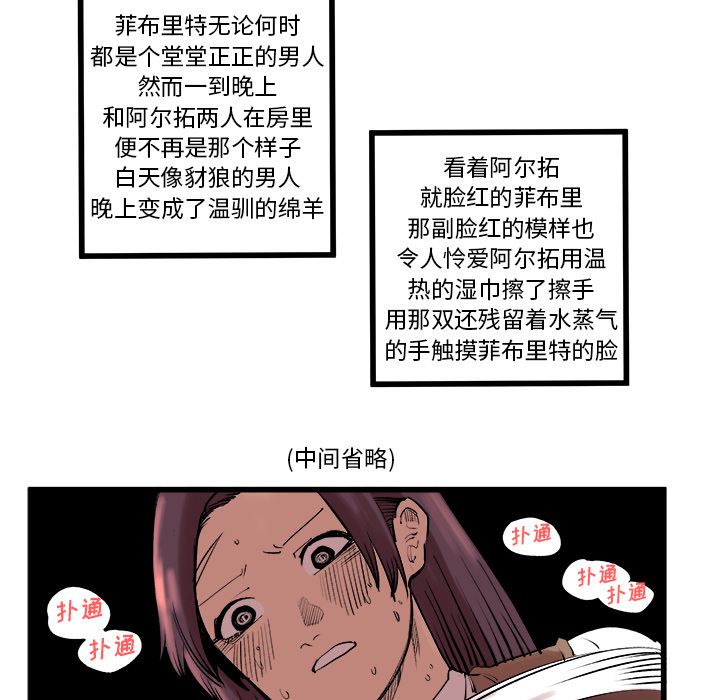 菲布里特无论何时
都是个堂堂正正的男人
然而一到晚上
和阿尔拓两人在房里
便不再是那个样子
白天像豺狼的男人
晚上变成了温驯的绵羊
看着阿尔拓
就脸红的菲布里
那副脸红的模样也
令人怜爱阿尔拓用温
热的湿巾擦了擦手
用那双还残留着水蒸气
的手触摸菲布里特的脸
(中间省略)
扑通
扑通
扑通
扑通
扑通